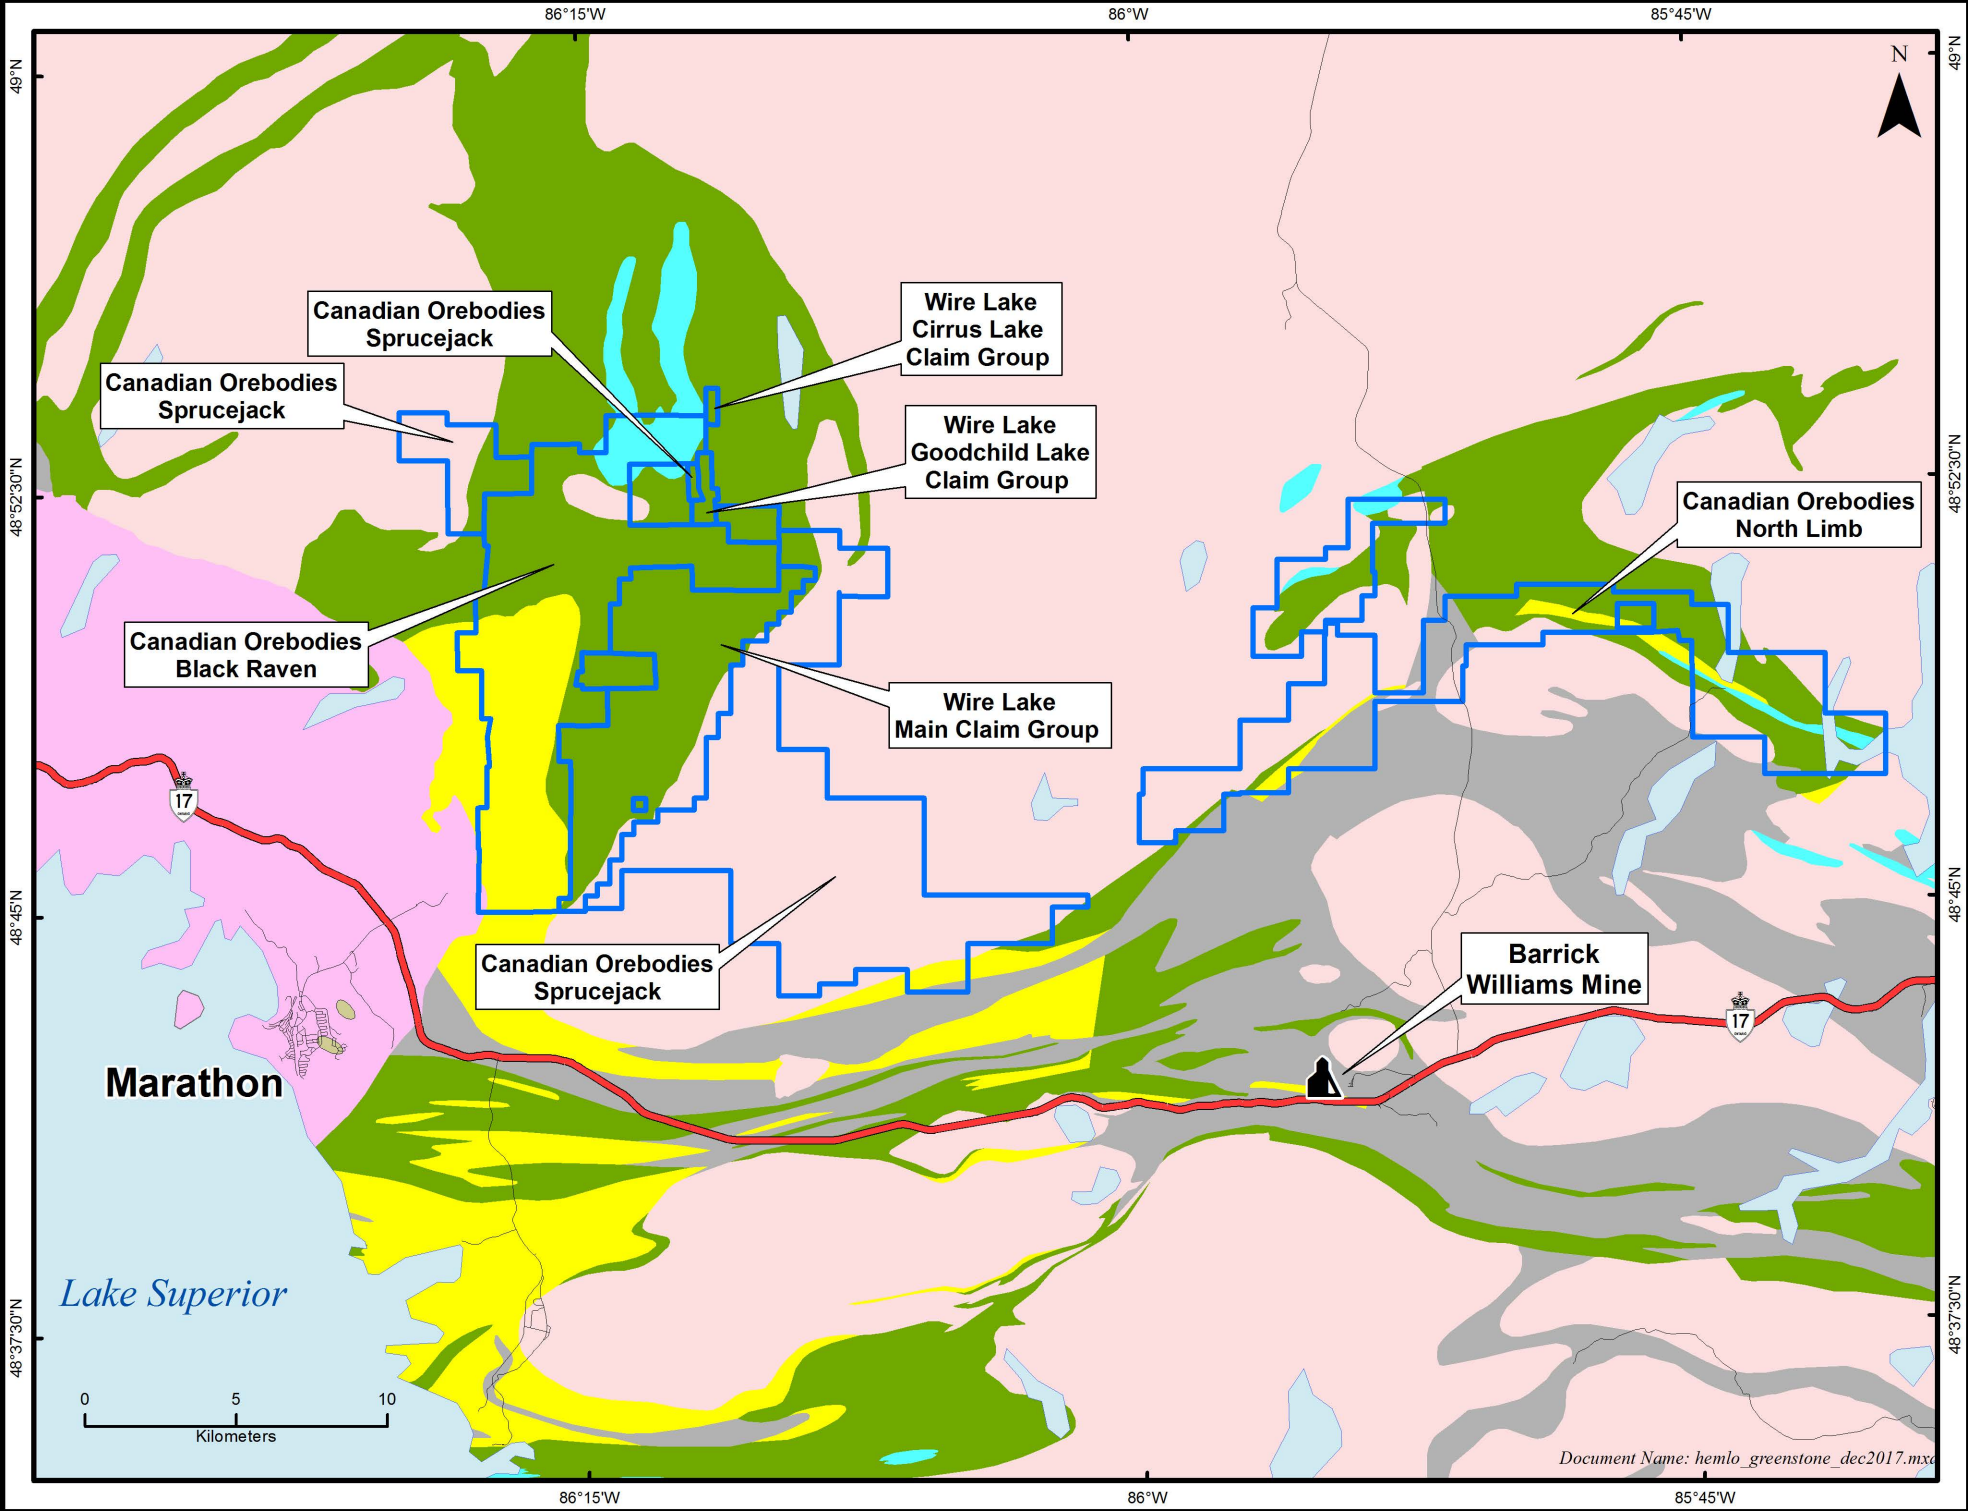 86°15'W
86°W
85°45'W
49°N
49°N
N
Canadian Orebodies
Sprucejack
Wire Lake
Cirrus Lake
Claim Group
Canadian Orebodies
Sprucejack
Wire Lake
Goodchild Lake
Claim Group
48°52'30"N
48°52'30"N
Canadian Orebodies
North Limb
Canadian Orebodies
Black Raven
Wire Lake
Main Claim Group
17
48°45'N
48°45'N
Canadian Orebodies
Sprucejack
Barrick
Williams Mine
17
Marathon
Lake Superior
48°37'30"N
48°37'30"N
0 5 10
Kilometers
Document Name: hemlo_greenstone_dec2017.mxd
86°15'W
86°W
85°45'W